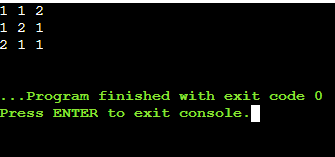 1 1 2
1 2 1
2 1 1
...Program finished with exit code 0
Press ENTER to exit console.